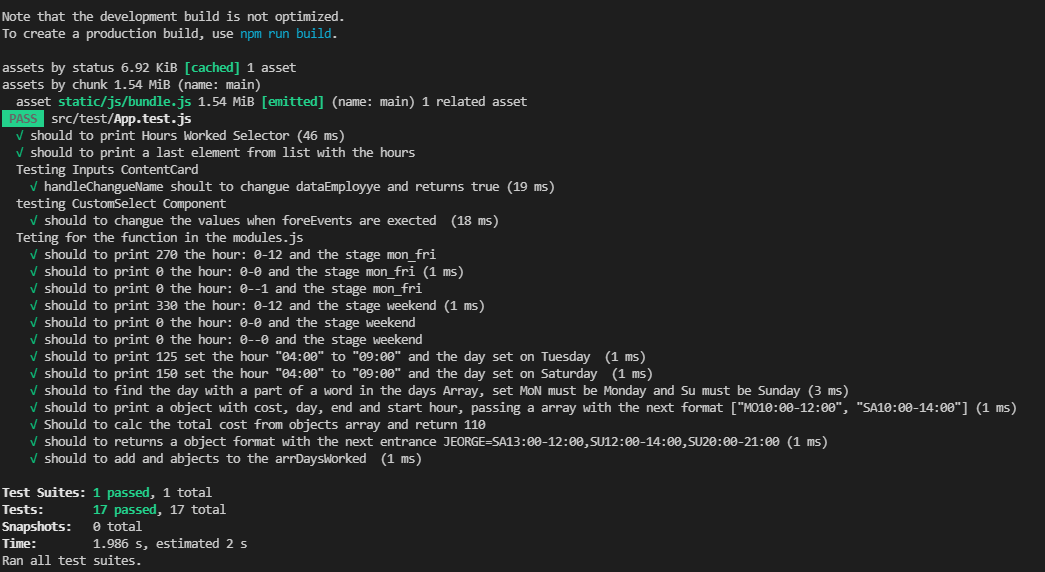 Note that the development build is not optimized.
To create a production build, use npm run build.
assets by status 6.92 KiB [cached] 1 asset
assets by chunk 1.54 MiB (name: main)
asset static/js/bundle.js 1.54 MiB [emitted] (name: main) 1 related asset
PASS src/test/App.test.js
√ should to print Hours Worked Selector (46 ms)
√ should to print a last element from list with the hours
Testing Inputs ContentCard
√ handleChangueName shoult to changue dataEmployye and returns true (19 ms)
testing CustomSelect Component
√ should to changue the values when foreEvents are exected (18 ms)
Teting for the function in the modules.js
√ should to print 270 the hour: 0-12 and the stage mon_fri
√ should to print 0 the hour: 0-0 and the stage mon_fri (1 ms)
√ should to print 0 the hour: 0--1 and the stage mon_fri
√ should to print 330 the hour: 0-12 and the stage weekend (1 ms)
√ should to print 0 the hour: 0-0 and the stage weekend
√ should to print 0 the hour: 0--0 and the stage weekend
√ should to print 125 set the hour "04:00" to "09:00" and the day set on Tuesday (1 ms)
√ should to print 150 set the hour "04:00" to "09:00" and the day set on Saturday (1 ms)
√ should to find the day with a part of a word in the days Array, set MoN must be Monday and Su must be Sunday (3 ms)
√ should to print a object with cost, day, end and start hour, passing a array with the next format ["MO10:00-12:00", "SA10:00-14:00"] (1 ms)
√ Should to calc the total cost from objects array and return 110
√ should to returns a object format with the next entrance JEORGE=SA13:00-12:00,SU12:00-14:00,SU20:00-21:00 (1 ms)
√ should to add and abjects to the arrDaysWorked (1 ms)
Test Suites: 1 passed, 1 total
Tests: 17 passed, 17 total
Snapshots: 0 total
Time: 1.986 s, estimated 2 s
Ran all test suites.